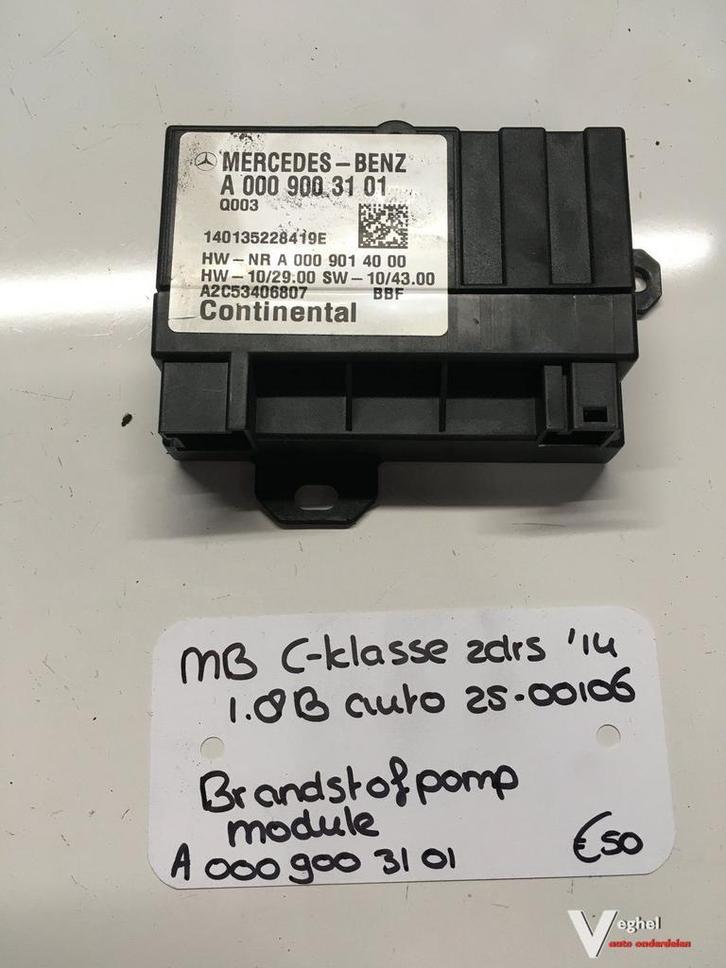 MERCEDES-BENZ
A 000 900 31 01
Q003
140135228419E
HW-NR A 000 901 40 00
HW-10/29.00 SW-10/43.00
A2C53406807 BBF
Continental
MB C-klasse 2drs '14
1.8B auto 25-00106
Brandstofpomp
module
A 000 900 31 01 €50
Veghel
auto onderdelen